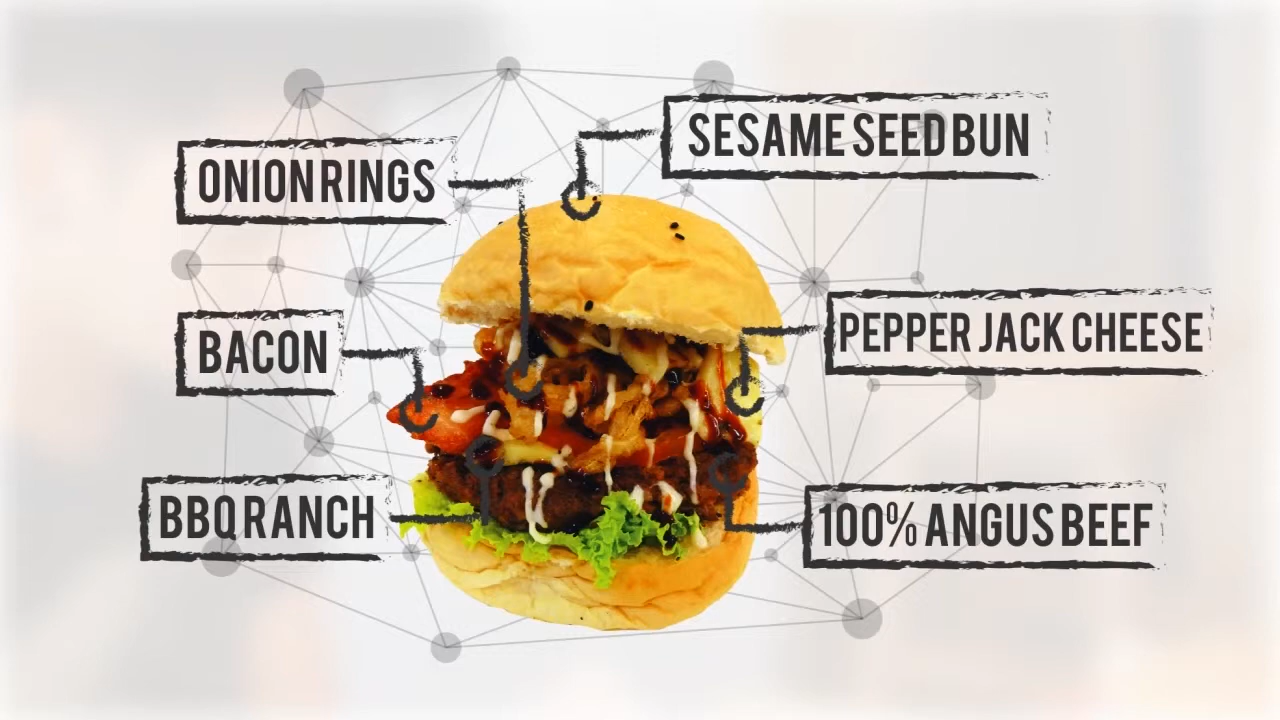 SESAME SEED BUN
ONION RINGS
PEPPER JACK CHEESE
BACON
BBQ RANCH
100% ANGUS BEEF